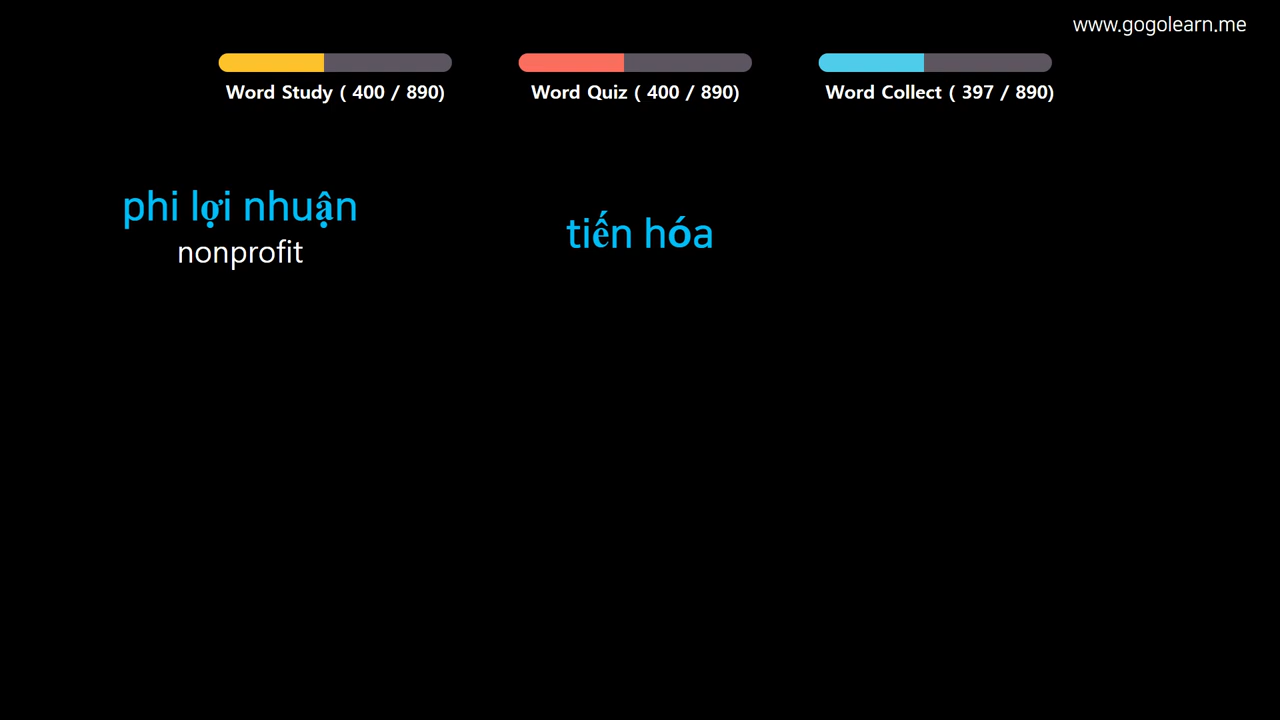 www.gogolearn.me
Word Study ( 400 / 890)
Word Quiz ( 400 / 890)
Word Collect ( 397 / 890)
phi lợi nhuận
nonprofit
tiến hóa